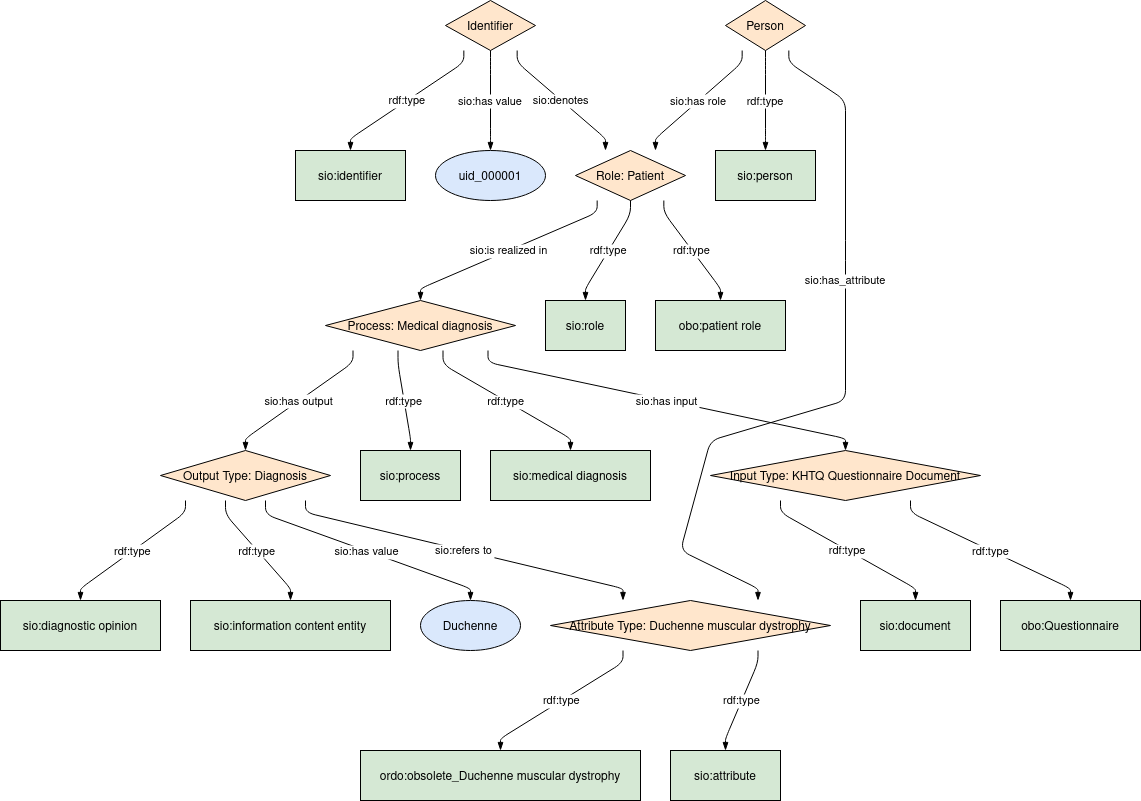 Identifier
Person
rdf:type
sio:has value
sio:denotes
sio:has role
rdf:type
sio:identifier
uid_000001
Role: Patient
sio:person
sio:is realized in
rdf:type
rdf:type
sio:has_attribute
Process: Medical diagnosis
sio:role
obo:patient role
sio:has output
rdf:type
rdf:type
sio:has input
Output Type: Diagnosis
sio:process
sio:medical diagnosis
Input Type: KHTQ Questionnaire Document
rdf:type
rdf:type
sio:has value
sio:refers to
rdf:type
rdf:type
sio:diagnostic opinion
sio:information content entity
Duchenne
Attribute Type: Duchenne muscular dystrophy
sio:document
obo:Questionnaire
rdf:type
rdf:type
ordo:obsolete_Duchenne muscular dystrophy
sio:attribute